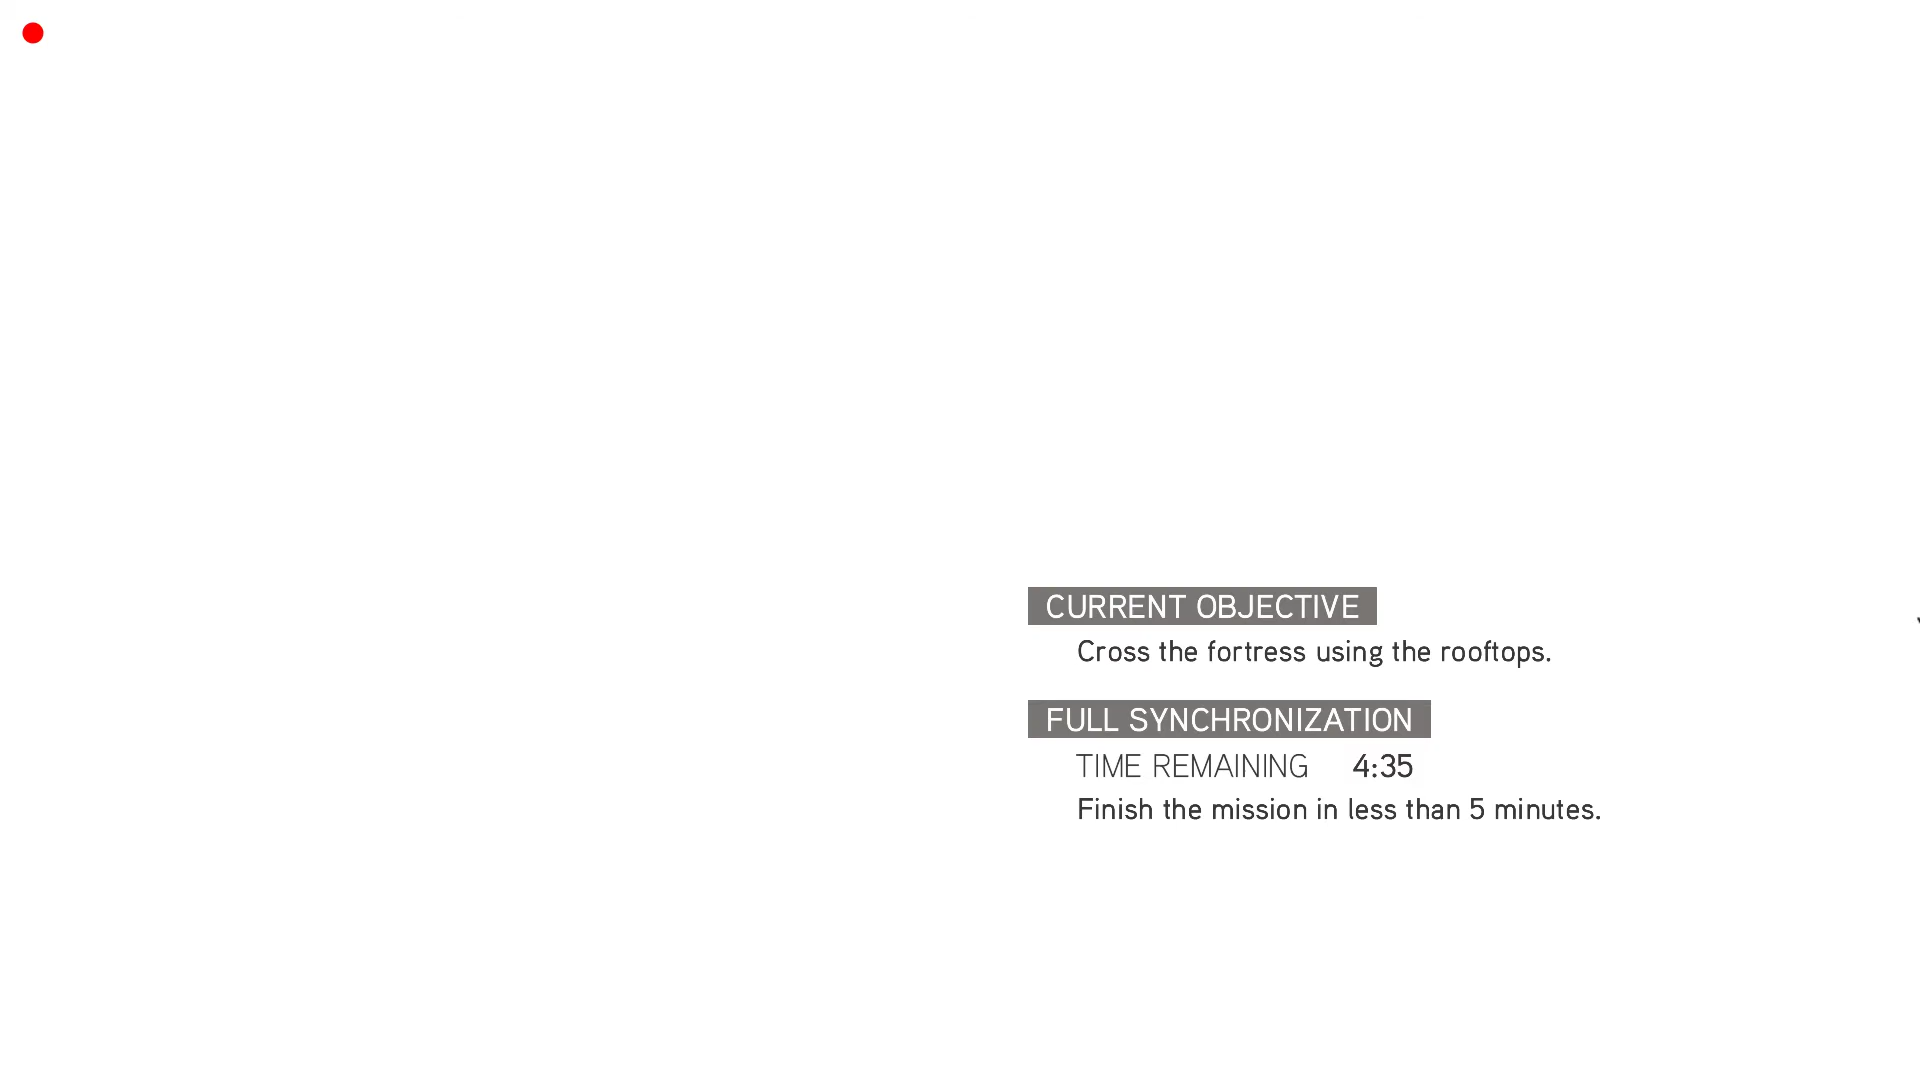 CURRENT OBJECTIVE
Cross the fortress using the rooftops.
FULL SYNCHRONIZATION
TIME REMAINING 4:35
Finish the mission in less than 5 minutes.